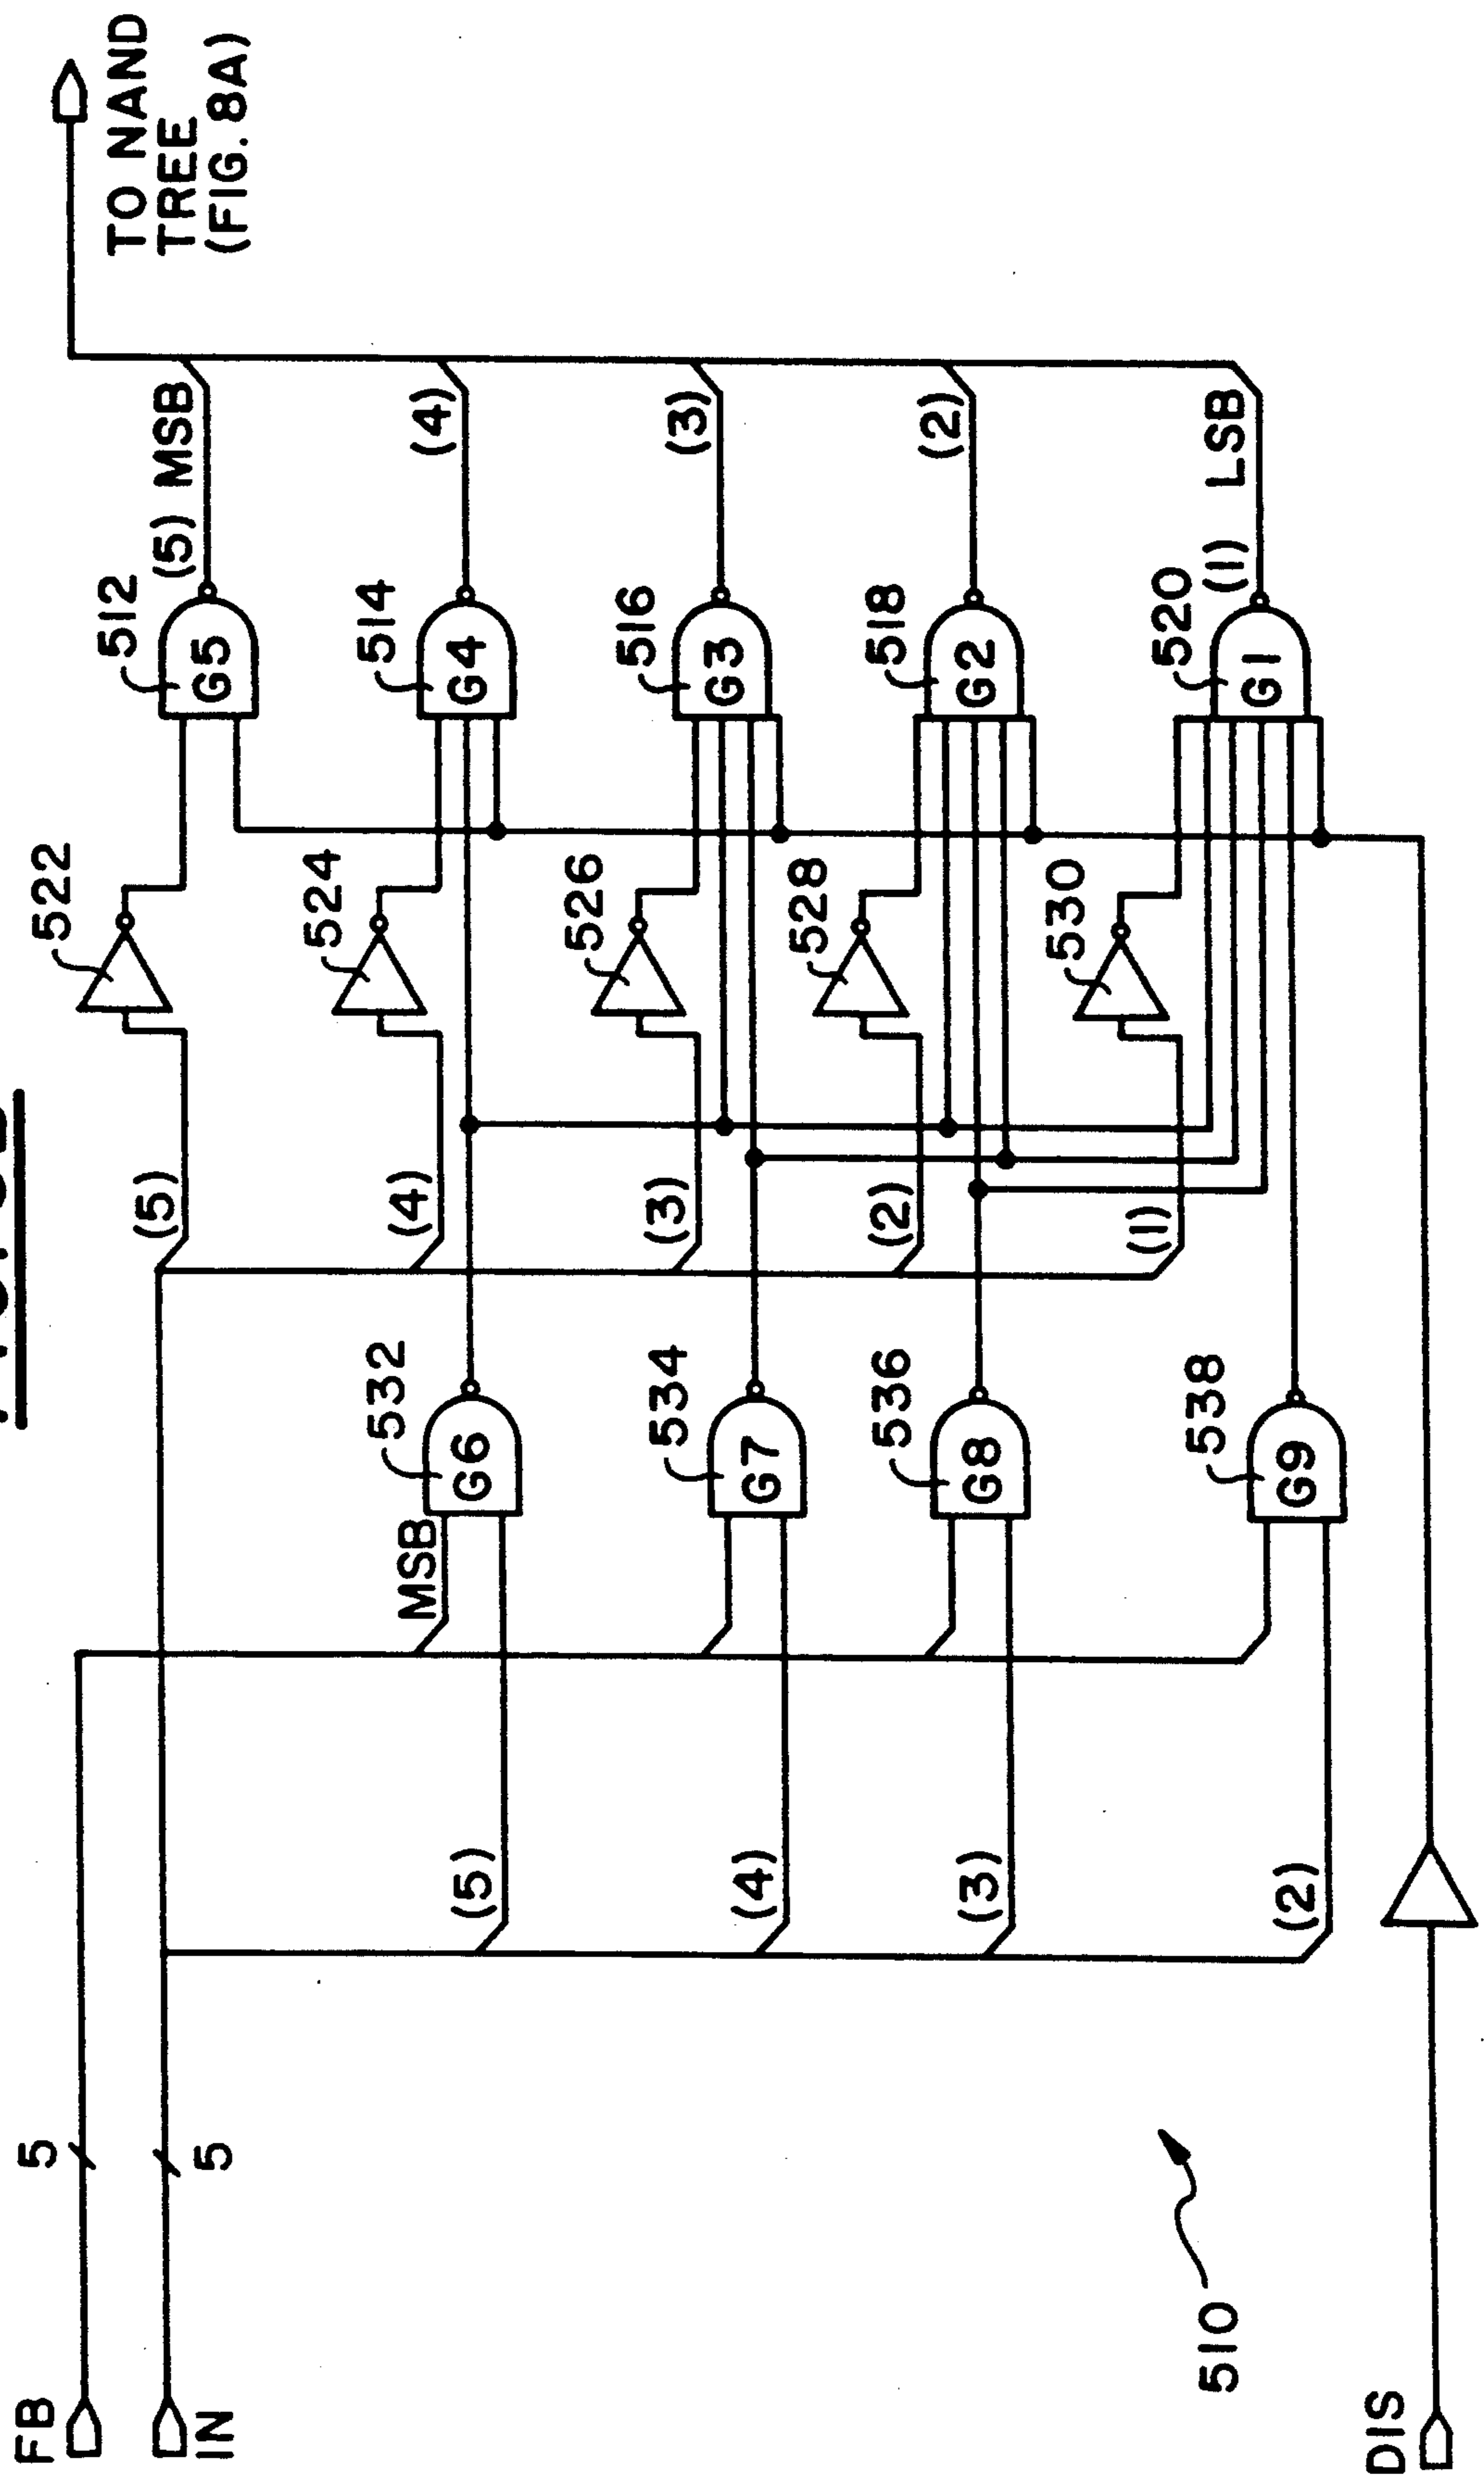 FB
5
IN
5
DIS
510
(5)
(4)
(3)
(2)
MSB
G6
532
G7
534
G8
536
G9
538
(5)
(4)
(3)
(2)
(1)
522
524
526
528
530
G5
512
G4
514
G3
516
G2
518
G1
520
(5) MSB
(4)
(3)
(2)
(1) LSB
TO NAND
TREE
(FIG. 8A)